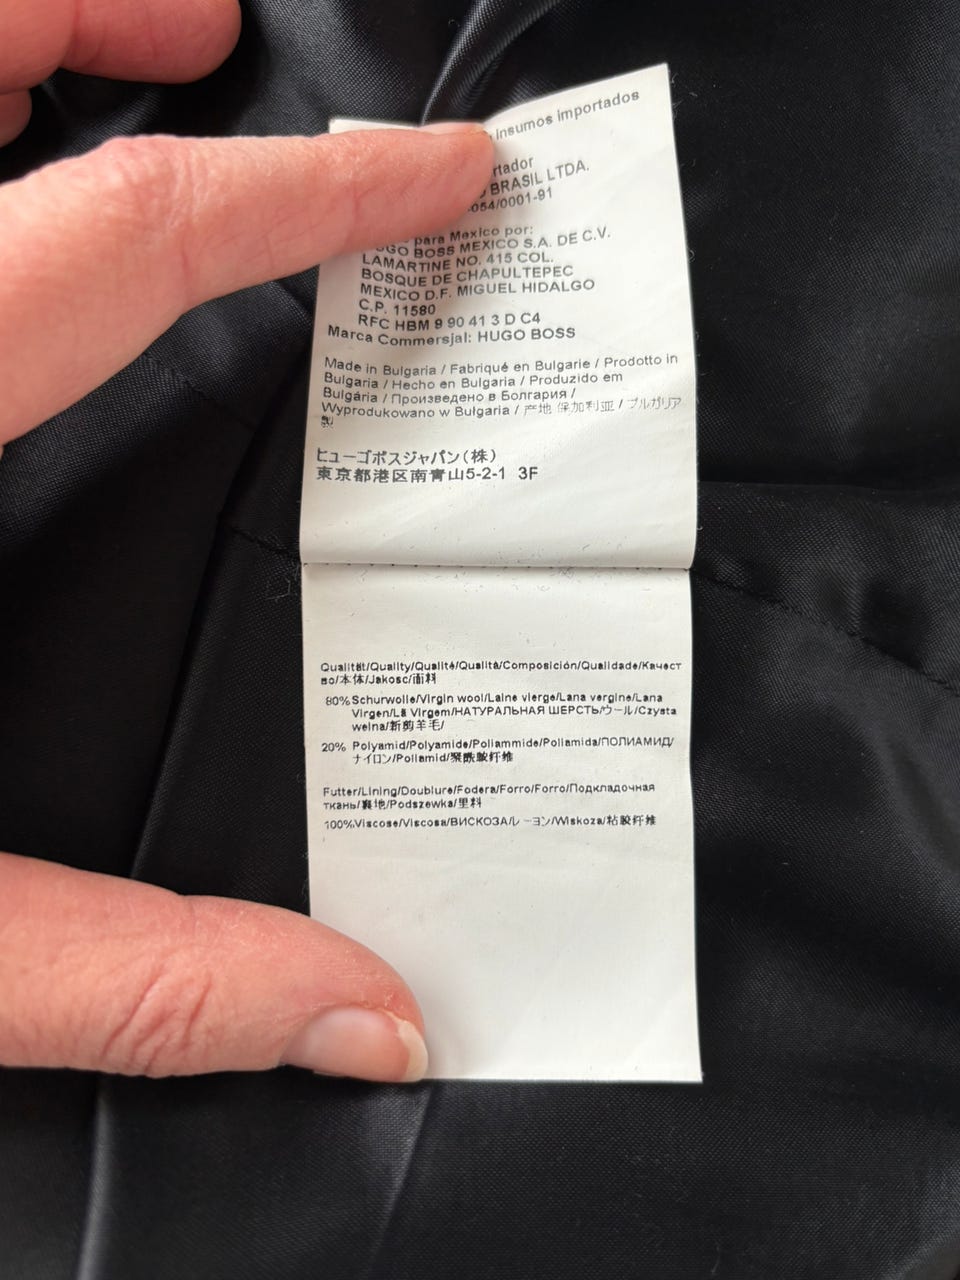 insumos importados
BRASIL LTDA.
054/0001-91
para Mexico por:
BOSS MEXICO S.A. DE C.V.
LAMARTINE NO. 415 COL.
BOSQUE DE CHAPULTEPEC
MEXICO D.F. MIGUEL HIDALGO
C.P. 11580
RFC HBM 9 90 41 3 D C4
Marca Commersjal: HUGO BOSS
Made in Bulgaria / Fabriqué en Bulgarie / Prodotto in
Bulgaria / Hecho en Bulgaria / Produzido em
Bulgária / Произведено в Болгария /
Wyprodukowano w Bulgaria / 产地 保加利亚 / ブルガリア
製
ヒューゴボスジャパン(株)
東京都港区南青山5-2-1 3F
Qualität/Quality/Qualité/Qualità/Composición/Qualidade/Качест
во/本体/Jakosc/面料
80% Schurwolle/Virgin wool/Laine vierge/Lana vergine/Lana
Virgen/Lã Virgem/НАТУРАЛЬНАЯ ШЕРСТЬ/ウール/Czysta
welna/新剪羊毛/
20% Polyamid/Polyamide/Poliammide/Poliamida/ПОЛИАМИД/
ナイロン/Poliamid/聚酰胺纤维
Futter/Lining/Doublure/Fodera/Forro/Forro/Подкладочная
ткань/裏地/Podszewka/里料
100%Viscose/Viscosa/ВИСКОЗА/レーヨン/Wiskoza/粘胶纤维